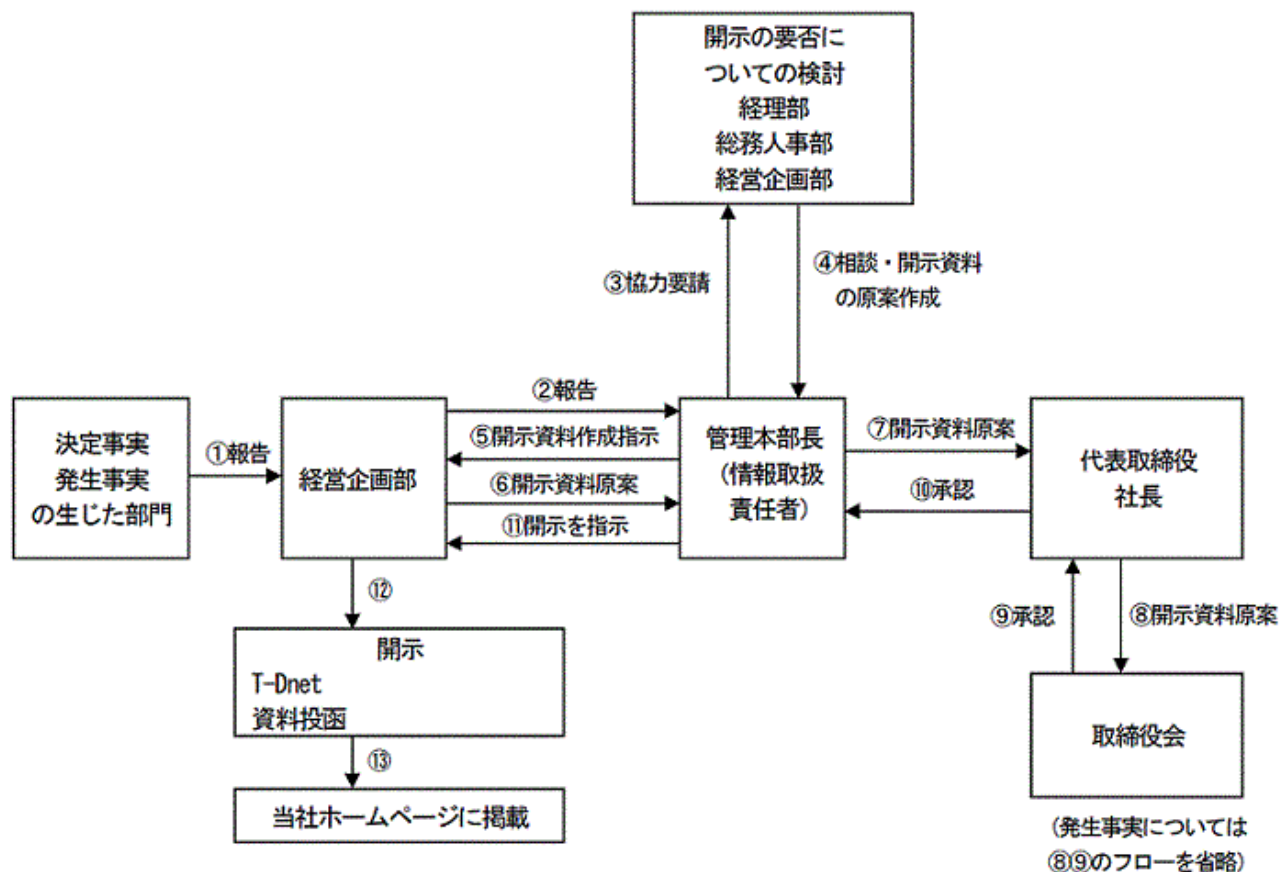 開示の要否に
ついての検討
経理部
総務人事部
経営企画部
③協力要請
④相談・開示資料
の原案作成
決定事実
発生事実
の生じた部門
①報告
経営企画部
②報告
⑤開示資料作成指示
⑥開示資料原案
⑪開示を指示
管理本部長
(情報取扱
責任者)
⑦開示資料原案
⑩承認
代表取締役
社長
⑨承認
⑧開示資料原案
取締役会
(発生事実については
⑧⑨のフローを省略)
⑫
開示
T-Dnet
資料投函
⑬
当社ホームページに掲載